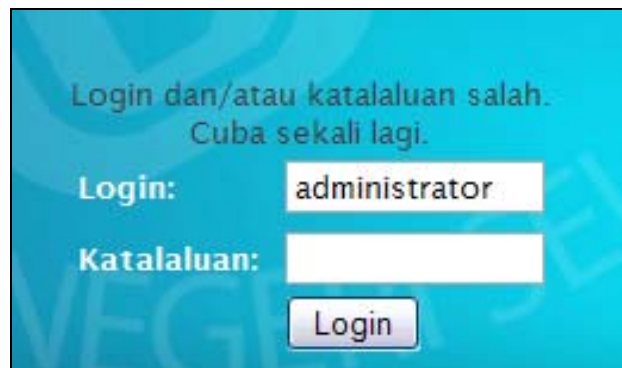 Login dan/atau katalaluan salah.
Cuba sekali lagi.
Login: administrator
Katalaluan:
Login